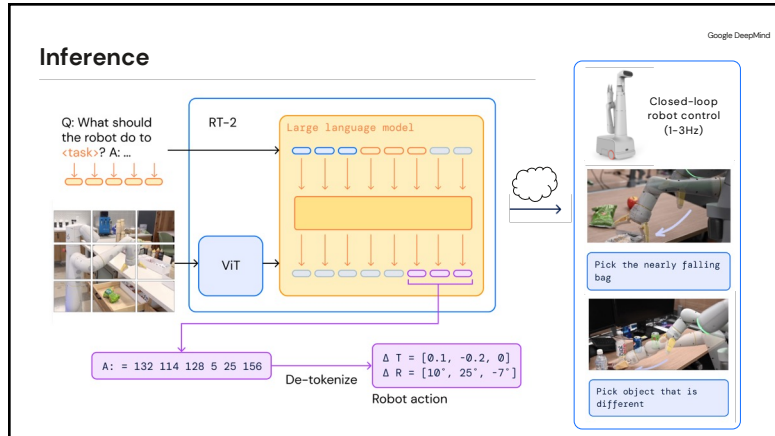 Google DeepMind
Inference
Q: What should
the robot do to
<task>? A: …
RT-2
Large language model
ViT
A: = 132 114 128 5 25 156
De-tokenize
Δ T = [0.1, -0.2, 0]
Δ R = [10°, 25°, -7°]
Robot action
Closed-loop
robot control
(1-3Hz)
Pick the nearly falling
bag
Pick object that is
different